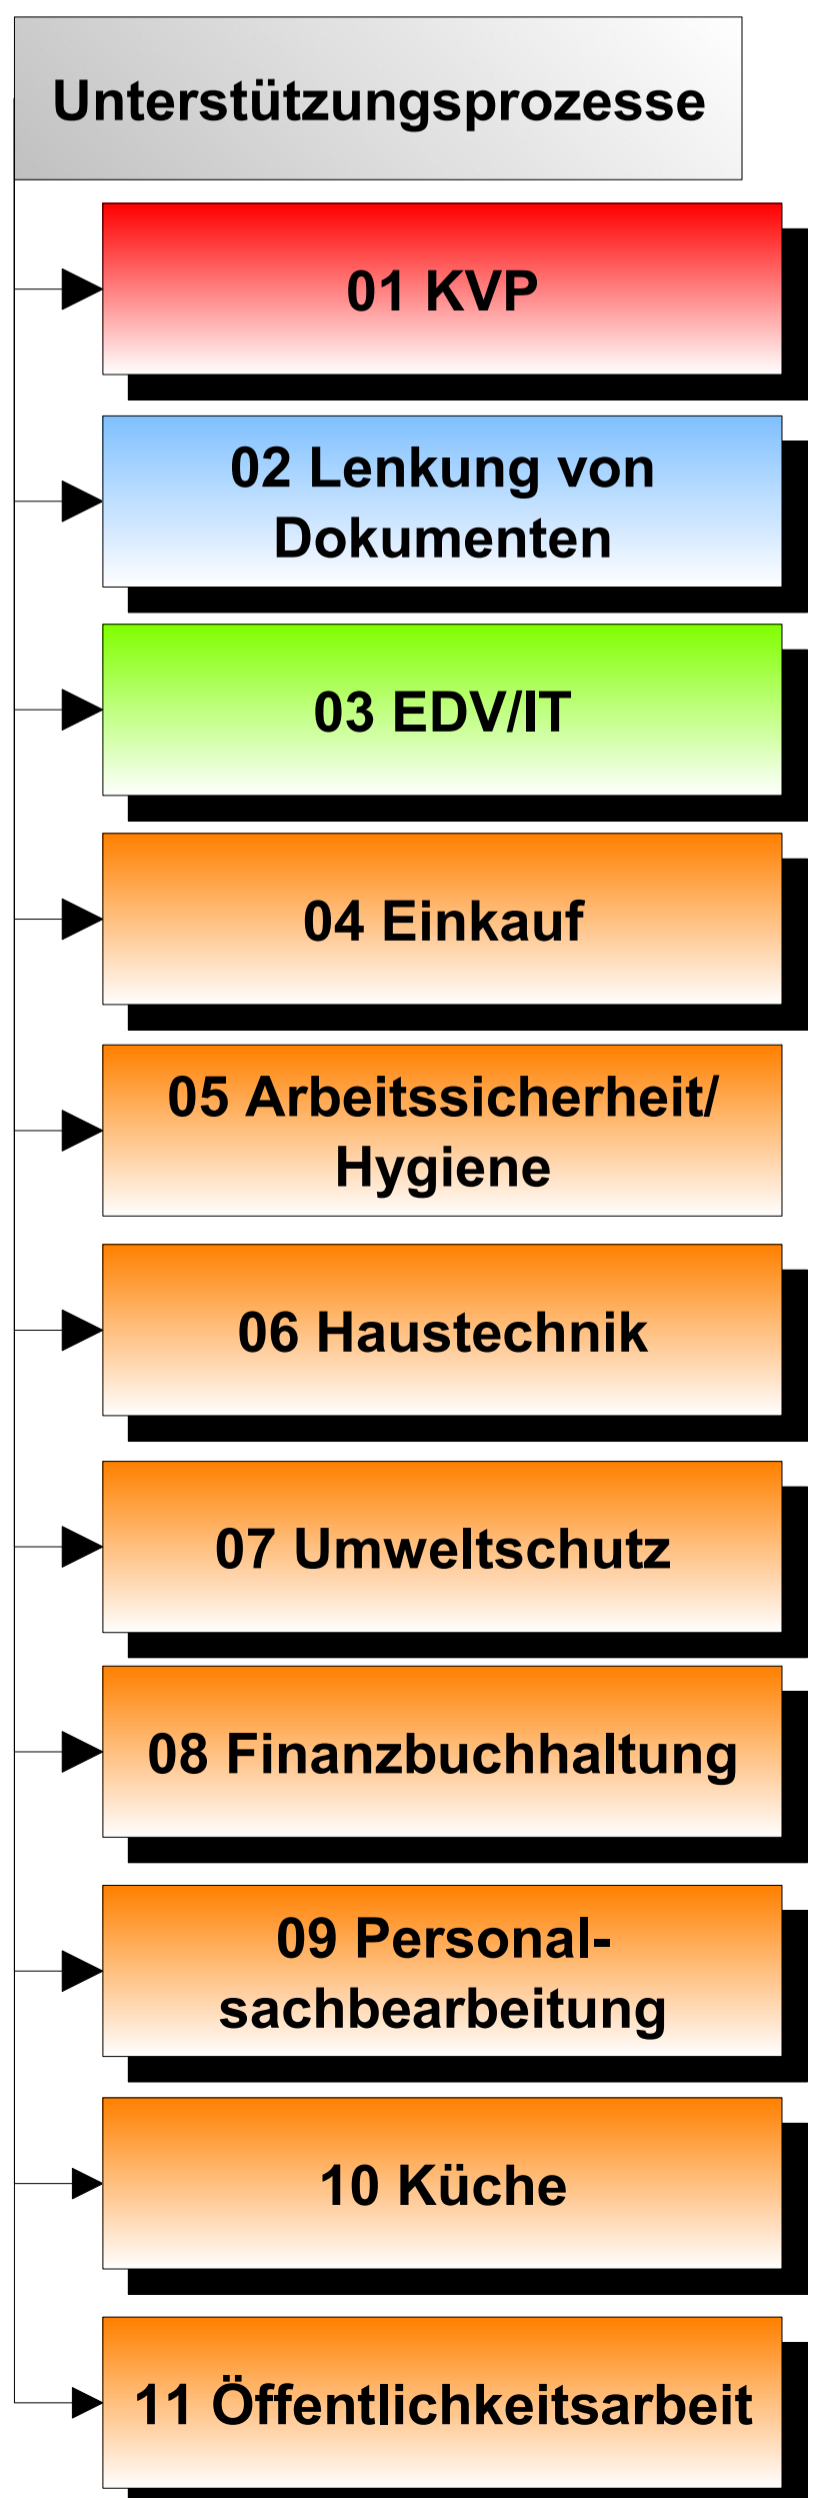 Unterstützungsprozesse
01 KVP
02 Lenkung von
Dokumenten
03 EDV/IT
04 Einkauf
05 Arbeitssicherheit/
Hygiene
06 Haustechnik
07 Umweltschutz
08 Finanzbuchhaltung
09 Personal-
sachbearbeitung
10 Küche
11 Öffentlichkeitsarbeit